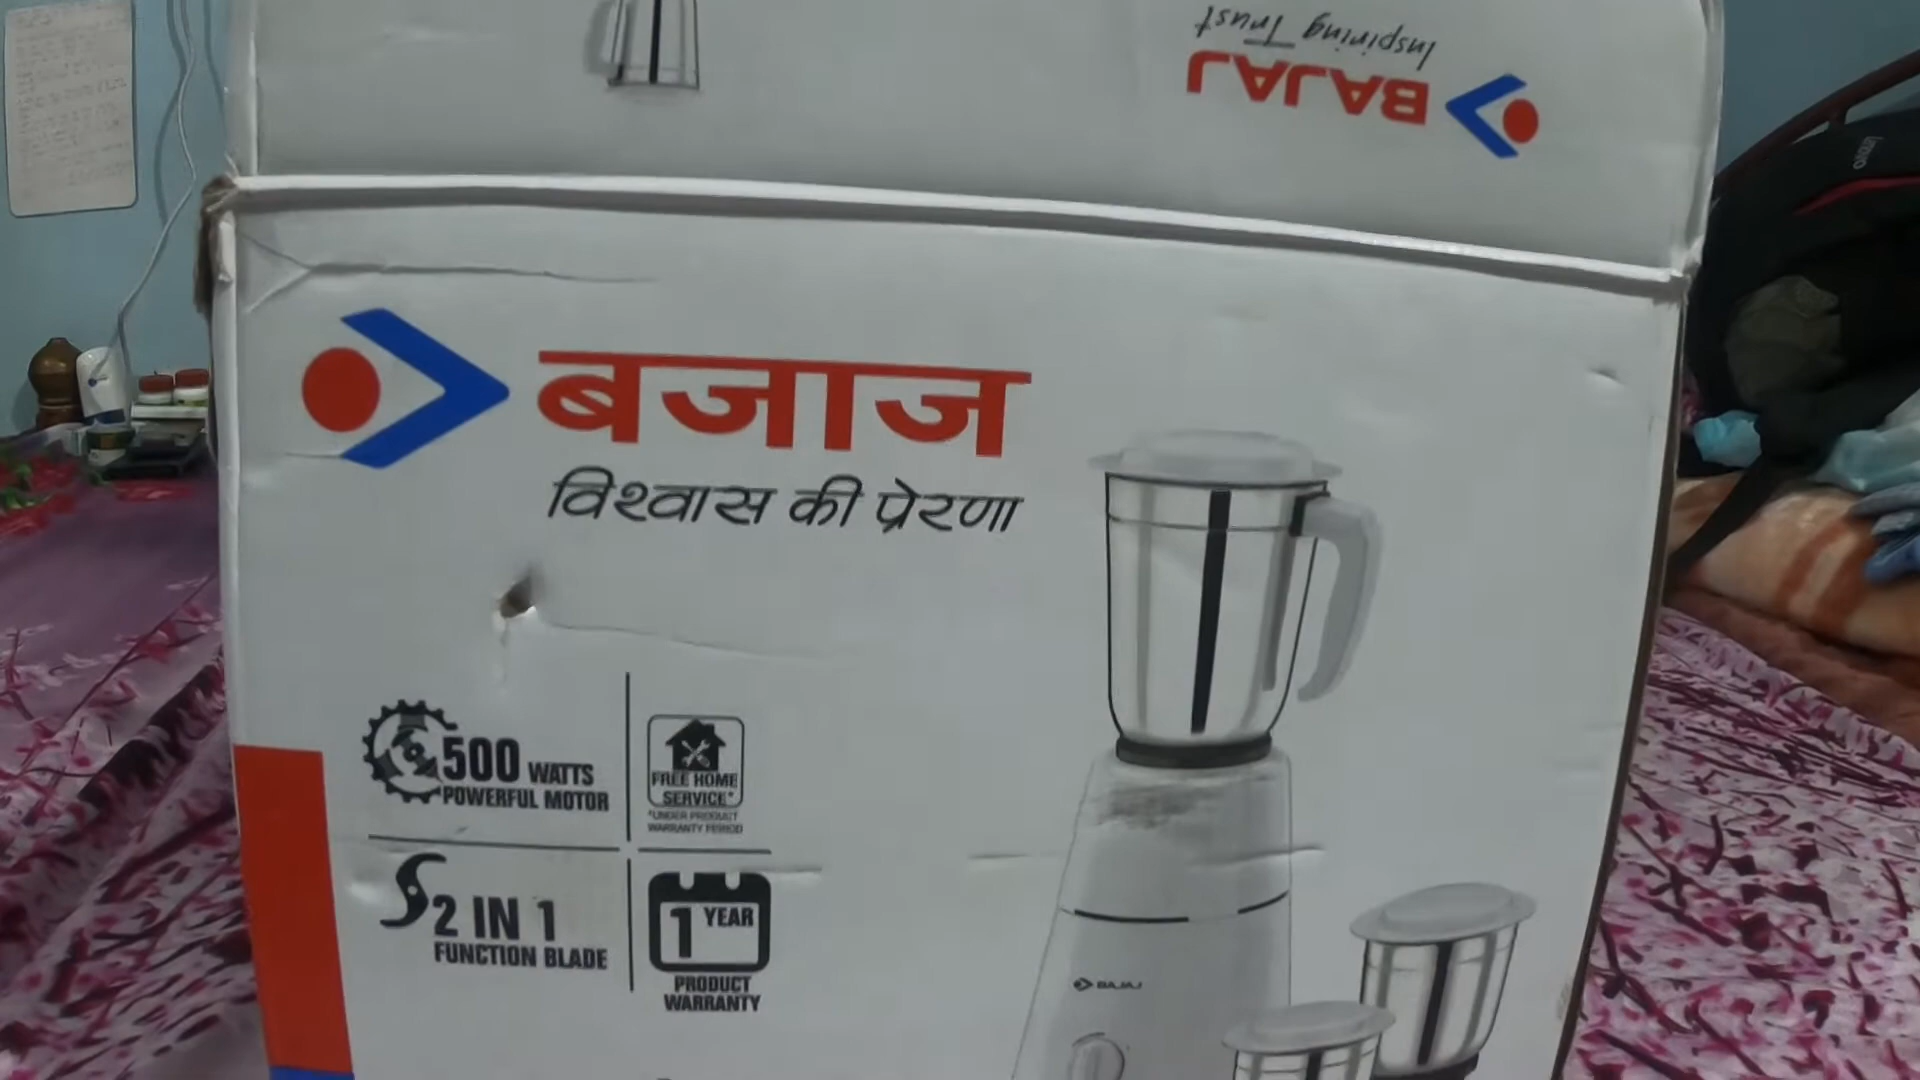 Inspiring Trust
BAJAJ
lenovo
बजाज
विश्वास की प्रेरणा
500 WATTS
POWERFUL MOTOR
FREE HOME
SERVICE*
*UNDER PRODUCT
WARRANTY PERIOD
2 IN 1
FUNCTION BLADE
1 YEAR
PRODUCT
WARRANTY
BAJAJ